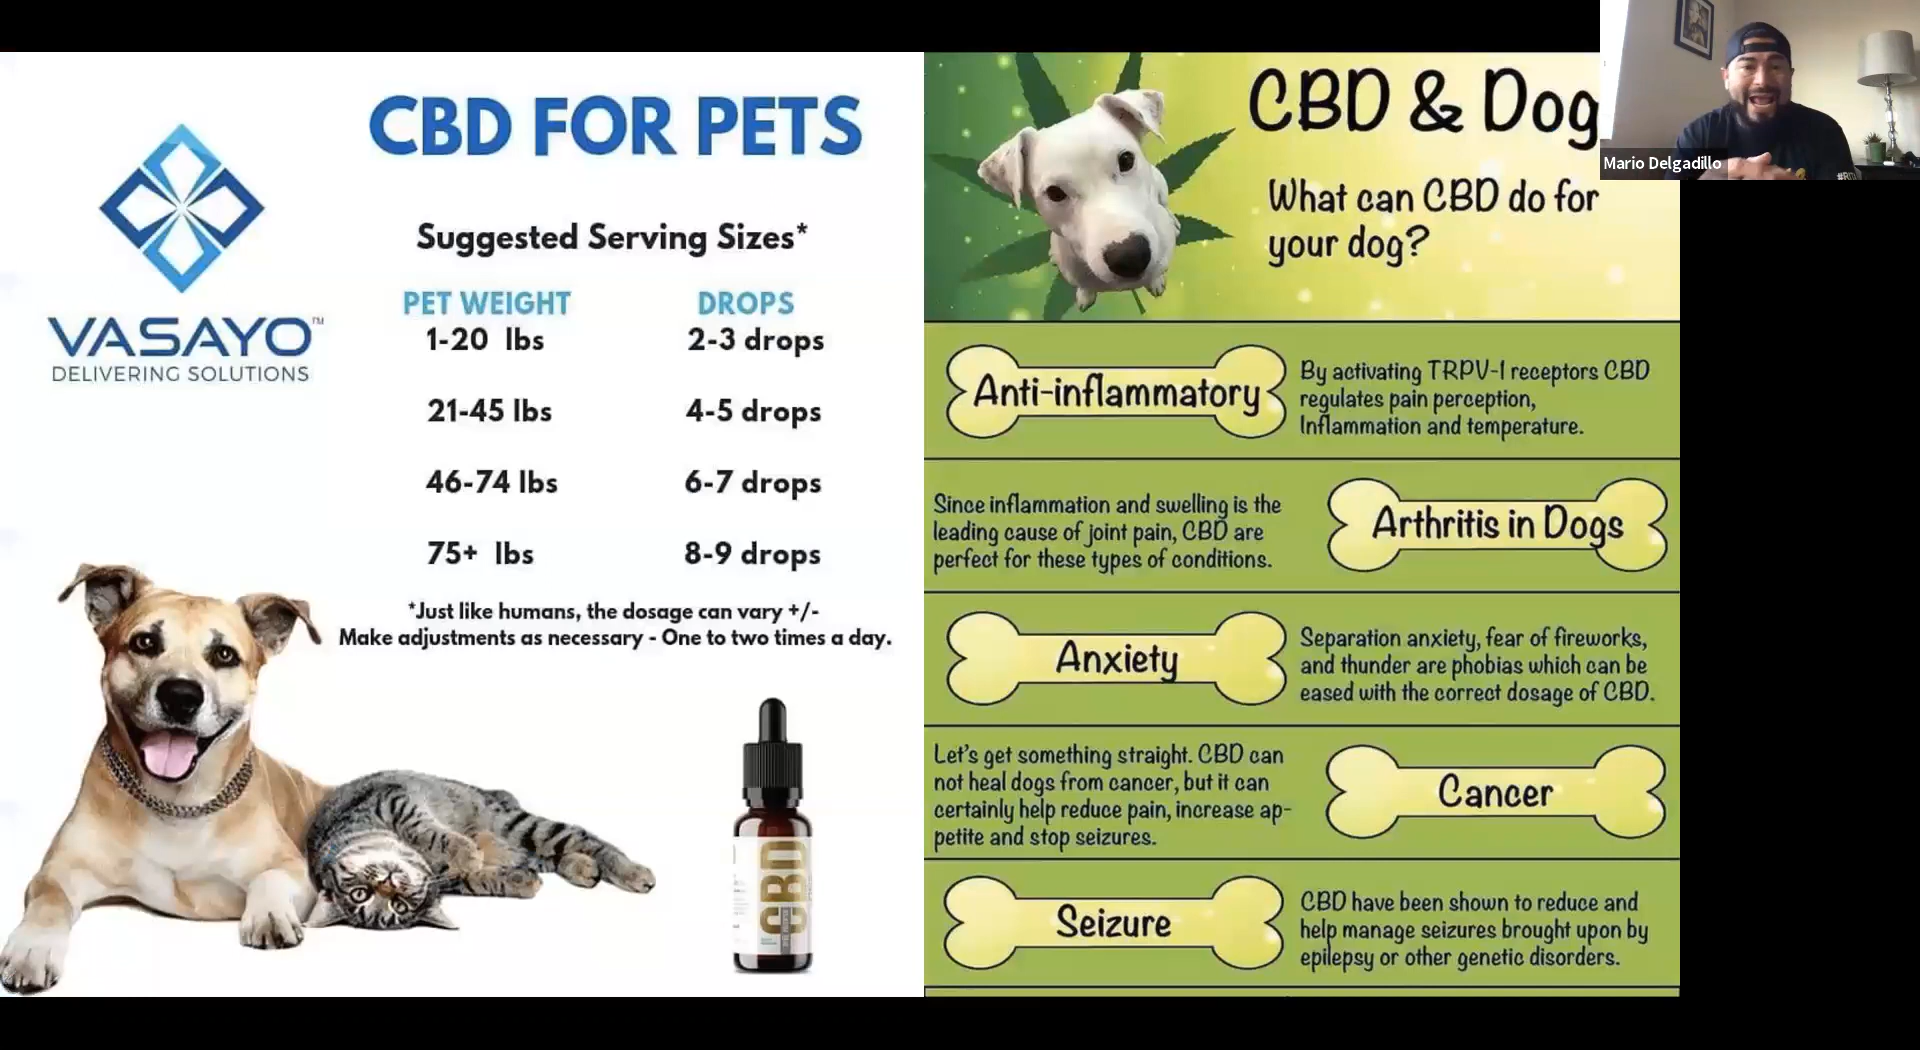 VASAYO™
DELIVERING SOLUTIONS
CBD FOR PETS
Suggested Serving Sizes*
PET WEIGHT DROPS
1-20 lbs 2-3 drops
21-45 lbs 4-5 drops
46-74 lbs 6-7 drops
75+ lbs 8-9 drops
*Just like humans, the dosage can vary +/-
Make adjustments as necessary - One to two times a day.
CBD
CBD & Dog
What can CBD do for
your dog?
Anti-inflammatory
By activating TRPV-1 receptors CBD
regulates pain perception,
Inflammation and temperature.
Since inflammation and swelling is the
leading cause of joint pain, CBD are
perfect for these types of conditions.
Arthritis in Dogs
Anxiety
Separation anxiety, fear of fireworks,
and thunder are phobias which can be
eased with the correct dosage of CBD.
Let's get something straight. CBD can
not heal dogs from cancer, but it can
certainly help reduce pain, increase ap-
petite and stop seizures.
Cancer
Seizure
CBD have been shown to reduce and
help manage seizures brought upon by
epilepsy or other genetic disorders.
Mario Delgadillo